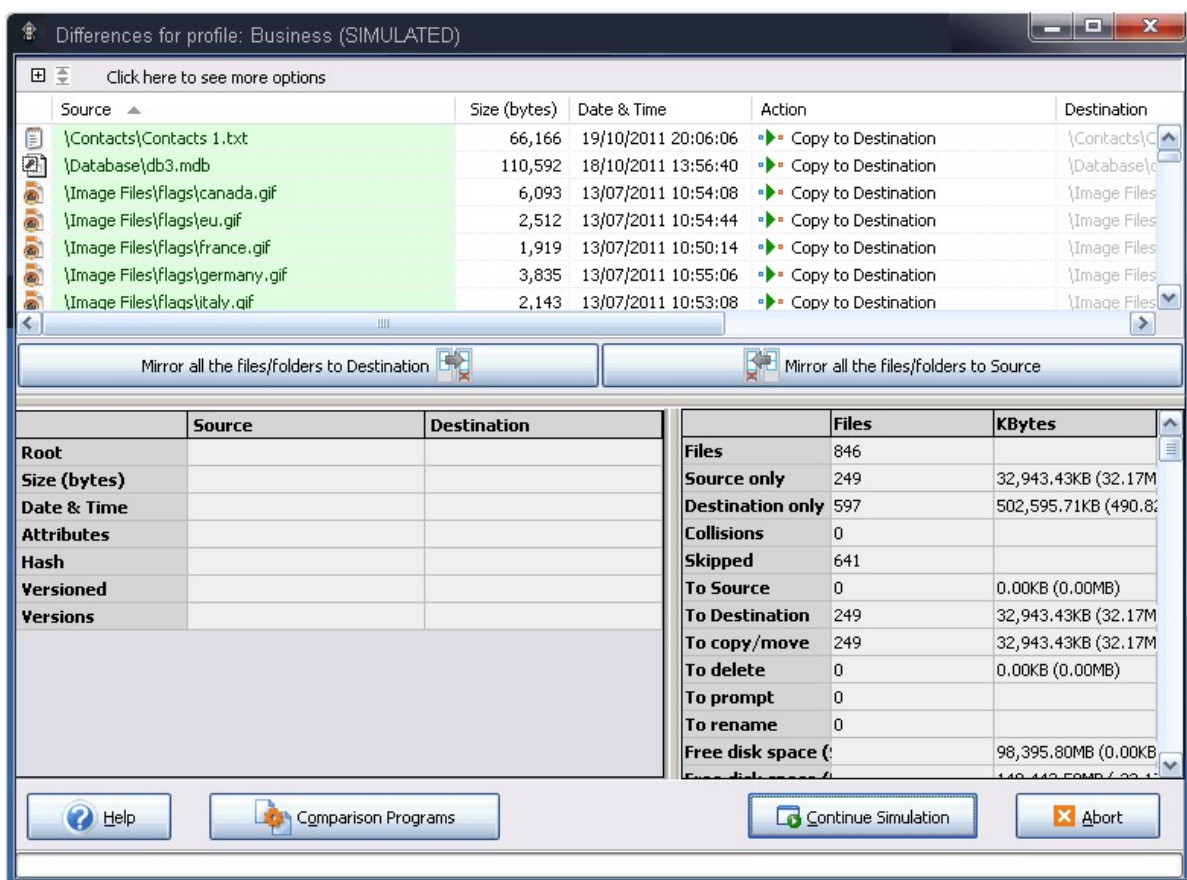 Differences for profile: Business (SIMULATED)
Click here to see more options
Source Size (bytes) Date & Time Action Destination
\Contacts\Contacts 1.txt 66,166 19/10/2011 20:06:06 Copy to Destination \Contacts\C
\Database\db3.mdb 110,592 18/10/2011 13:56:40 Copy to Destination \Database\d
\Image Files\flags\canada.gif 6,093 13/07/2011 10:54:08 Copy to Destination \Image Files
\Image Files\flags\eu.gif 2,512 13/07/2011 10:54:44 Copy to Destination \Image Files
\Image Files\flags\france.gif 1,919 13/07/2011 10:50:14 Copy to Destination \Image Files
\Image Files\flags\germany.gif 3,835 13/07/2011 10:55:06 Copy to Destination \Image Files
\Image Files\flags\italy.gif 2,143 13/07/2011 10:53:08 Copy to Destination \Image Files
Mirror all the files/folders to Destination Mirror all the files/folders to Source
Source Destination
Root
Size (bytes)
Date & Time
Attributes
Hash
Versioned
Versions
Files KBytes
Files 846
Source only 249 32,943.43KB (32.17M
Destination only 597 502,595.71KB (490.82
Collisions 0
Skipped 641
To Source 0 0.00KB (0.00MB)
To Destination 249 32,943.43KB (32.17M
To copy/move 249 32,943.43KB (32.17M
To delete 0 0.00KB (0.00MB)
To prompt 0
To rename 0
Free disk space ( 98,395.80MB (0.00KB
Free disk space
Help Comparison Programs Continue Simulation Abort